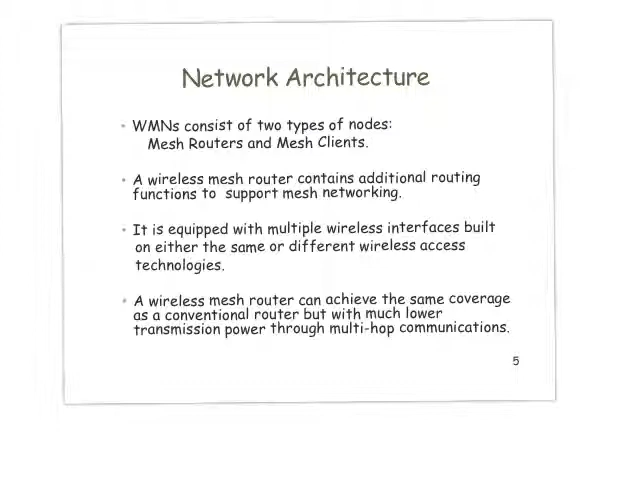 Network Architecture
• WMNs consist of two types of nodes:
Mesh Routers and Mesh Clients.
• A wireless mesh router contains additional routing
functions to support mesh networking.
• It is equipped with multiple wireless interfaces built
on either the same or different wireless access
technologies.
• A wireless mesh router can achieve the same coverage
as a conventional router but with much lower
transmission power through multi-hop communications.
5